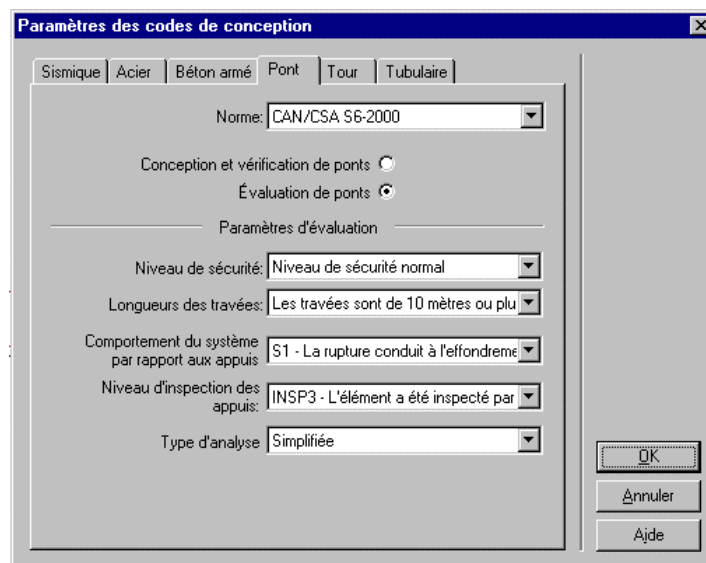 Paramètres des codes de conception
Sismique Acier Béton armé Pont Tour Tubulaire
Norme: CAN/CSA S6-2000
Conception et vérification de ponts
Évaluation de ponts
Paramètres d'évaluation
Niveau de sécurité: Niveau de sécurité normal
Longueurs des travées: Les travées sont de 10 mètres ou plu
Comportement du système
par rapport aux appuis S1 - La rupture conduit à l'effondreme
Niveau d'inspection des
appuis: INSP3 - L'élément a été inspecté par
Type d'analyse Simplifiée
OK
Annuler
Aide